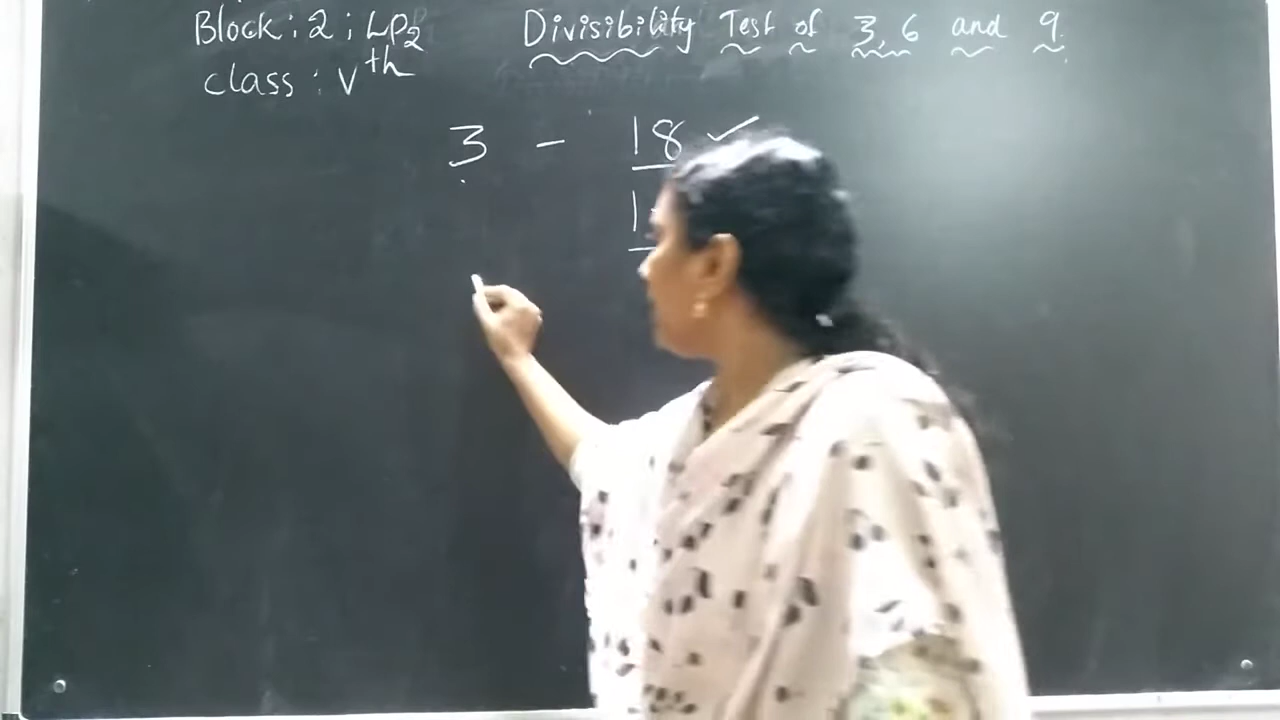 Block : 2 ; LP2 Divisibility Test of 3, 6 and 9
Class : Vth
3 - 18 ✓
1